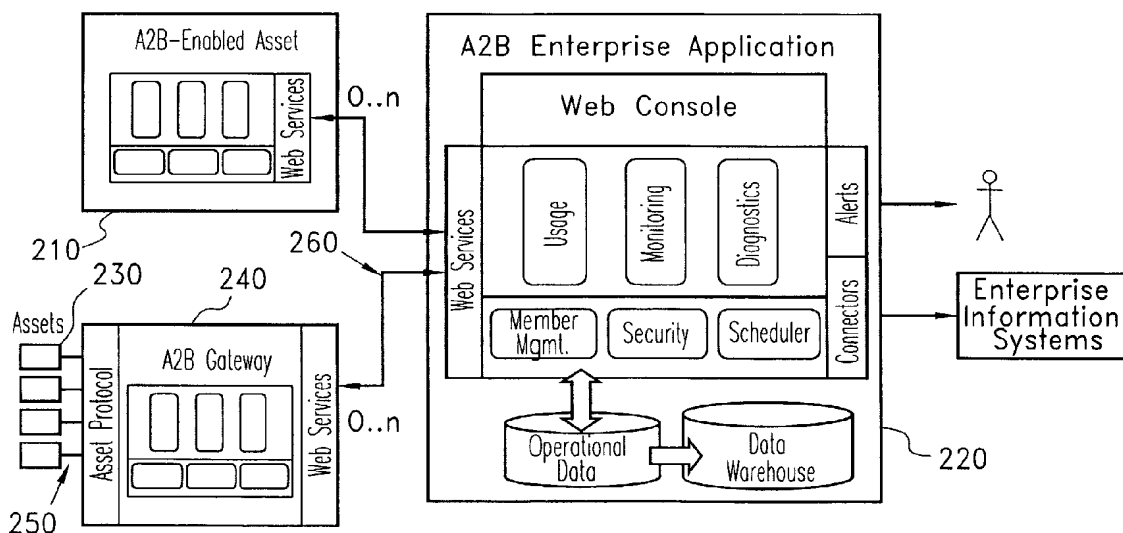 A2B-Enabled Asset
Web Services
O..n
210
A2B Enterprise Application
Web Console
Web Services
Usage
Monitoring
Diagnostics
Alerts
Connectors
Member
Mgmt.
Security
Scheduler
Operational
Data
Data
Warehouse
220
Enterprise
Information
Systems
260
230
240
Assets
A2B Gateway
Asset Protocol
Web Services
O..n
250